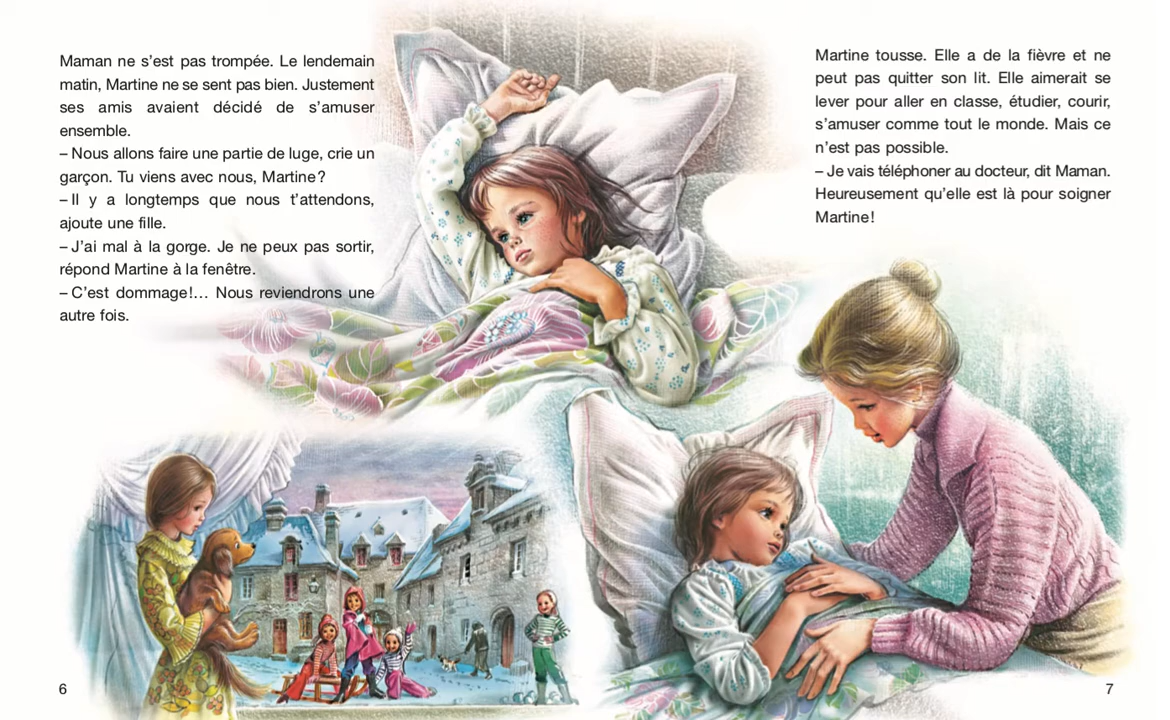 Maman ne s'est pas trompée. Le lendemain
matin, Martine ne se sent pas bien. Justement
ses amis avaient décidé de s'amuser
ensemble.
– Nous allons faire une partie de luge, crie un
garçon. Tu viens avec nous, Martine ?
– Il y a longtemps que nous t'attendons,
ajoute une fille.
– J'ai mal à la gorge. Je ne peux pas sortir,
répond Martine à la fenêtre.
– C'est dommage !… Nous reviendrons une
autre fois.
6
Martine tousse. Elle a de la fièvre et ne
peut pas quitter son lit. Elle aimerait se
lever pour aller en classe, étudier, courir,
s'amuser comme tout le monde. Mais ce
n'est pas possible.
– Je vais téléphoner au docteur, dit Maman.
Heureusement qu'elle est là pour soigner
Martine !
7